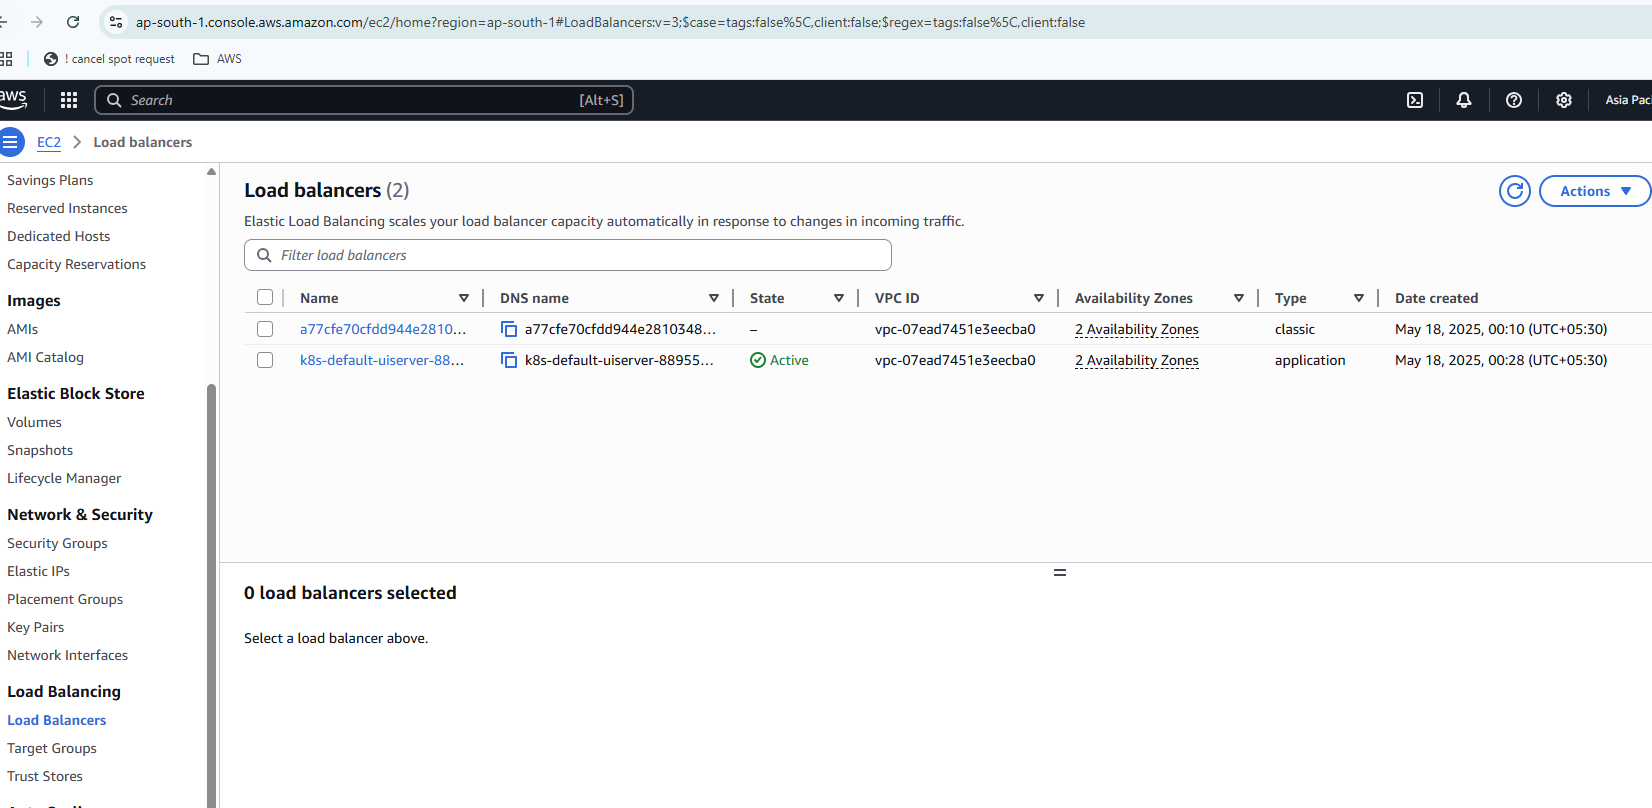 ap-south-1.console.aws.amazon.com/ec2/home?region=ap-south-1#LoadBalancers:v=3;$case=tags:false%5C,client:false;$regex=tags:false%5C,client:false
! cancel spot request AWS
aws Search [Alt+S] Asia Paci
EC2 > Load balancers
Savings Plans
Reserved Instances
Dedicated Hosts
Capacity Reservations
Images
AMIs
AMI Catalog
Elastic Block Store
Volumes
Snapshots
Lifecycle Manager
Network & Security
Security Groups
Elastic IPs
Placement Groups
Key Pairs
Network Interfaces
Load Balancing
Load Balancers
Target Groups
Trust Stores
Load balancers (2)
Actions
Elastic Load Balancing scales your load balancer capacity automatically in response to changes in incoming traffic.
Filter load balancers
Name DNS name State VPC ID Availability Zones Type Date created
a77cfe70cfdd944e2810... a77cfe70cfdd944e2810348... – vpc-07ead7451e3eecba0 2 Availability Zones classic May 18, 2025, 00:10 (UTC+05:30)
k8s-default-uiserver-88... k8s-default-uiserver-88955... Active vpc-07ead7451e3eecba0 2 Availability Zones application May 18, 2025, 00:28 (UTC+05:30)
0 load balancers selected
Select a load balancer above.